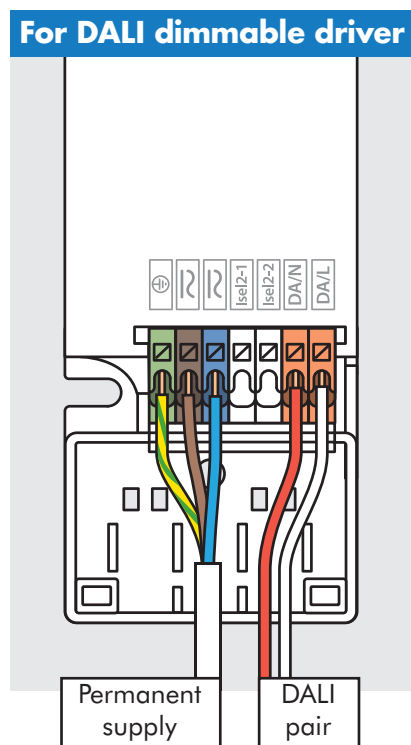 For DALI dimmable driver
Isel2-1
Isel2-2
DA/N
DA/L
Permanent
supply
DALI
pair